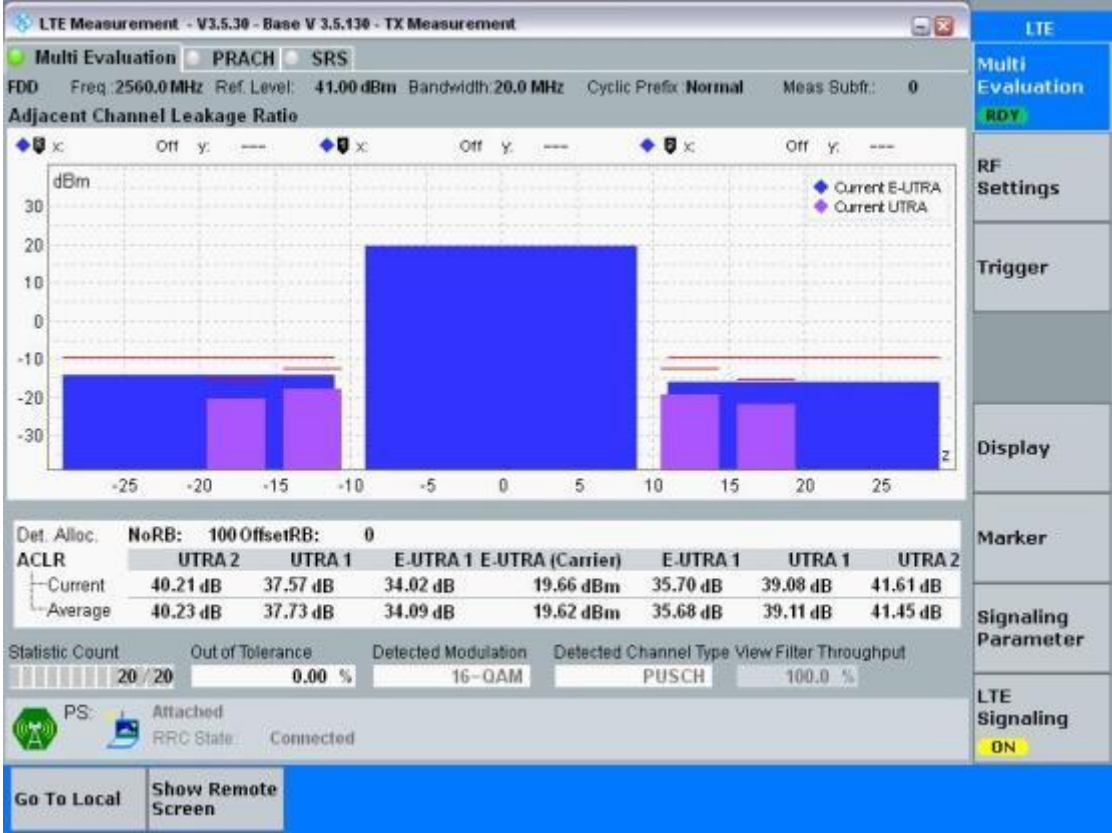 LTE Measurement - V3.5.30 - Base V 3.5.130 - TX Measurement
LTE
Multi Evaluation PRACH SRS
Multi
Evaluation
RDY
FDD Freq.:2560.0 MHz Ref. Level: 41.00 dBm Bandwidth:20.0 MHz Cyclic Prefix :Normal Meas Subfr.: 0
Adjacent Channel Leakage Ratio
x: Off y: --- x: Off y: --- x: Off y: ---
dBm
Current E-UTRA
Current UTRA
30
20
10
0
-10
-20
-30
z
-25 -20 -15 -10 -5 0 5 10 15 20 25
RF
Settings
Trigger
Display
Marker
Signaling
Parameter
LTE
Signaling
ON
Det. Alloc. NoRB: 100 OffsetRB: 0
ACLR UTRA 2 UTRA 1 E-UTRA 1 E-UTRA (Carrier) E-UTRA 1 UTRA 1 UTRA 2
Current 40.21 dB 37.57 dB 34.02 dB 19.66 dBm 35.70 dB 39.08 dB 41.61 dB
Average 40.23 dB 37.73 dB 34.09 dB 19.62 dBm 35.68 dB 39.11 dB 41.45 dB
Statistic Count Out of Tolerance Detected Modulation Detected Channel Type View Filter Throughput
20 / 20 0.00 % 16-QAM PUSCH 100.0 %
PS: Attached
RRC State: Connected
Go To Local
Show Remote
Screen